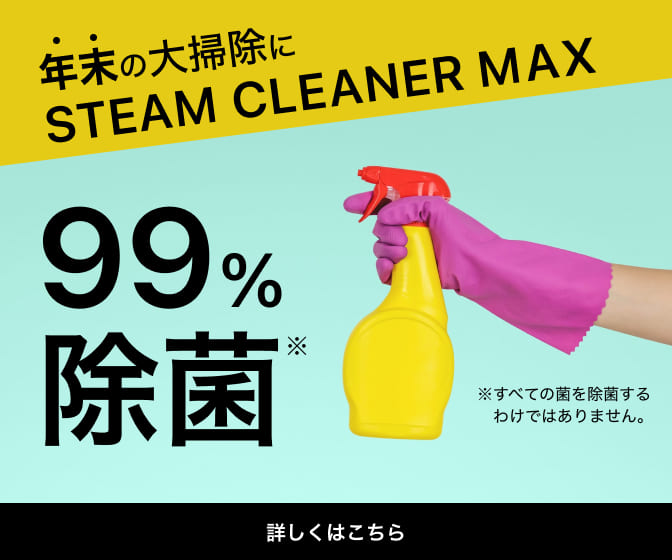 年末の大掃除に
STEAM CLEANER MAX
99%
除菌※
※すべての菌を除菌する
わけではありません。
詳しくはこちら